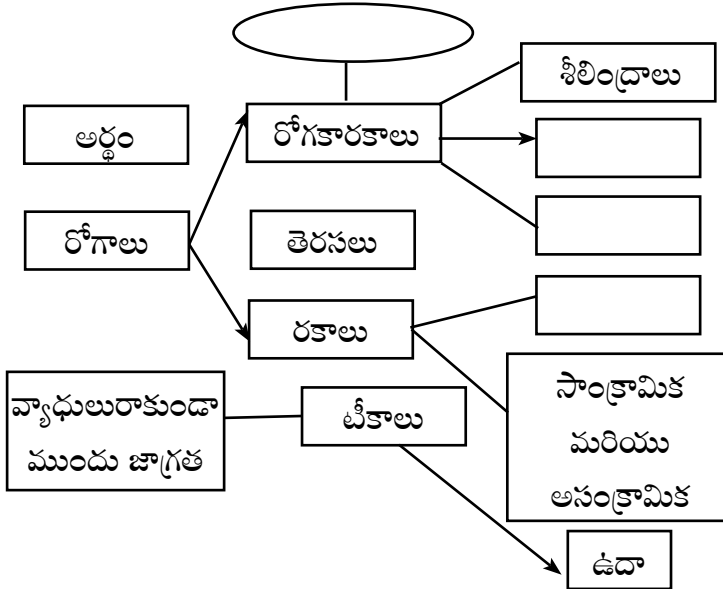 శీలింద్రాలు
అర్థం
రోగకారకాలు
రోగాలు
తెరసలు
రకాలు
వ్యాధులురాకుండా
ముందు జాగ్రత
టీకాలు
సాంక్రామిక
మరియు
అసంక్రామిక
ఉదా